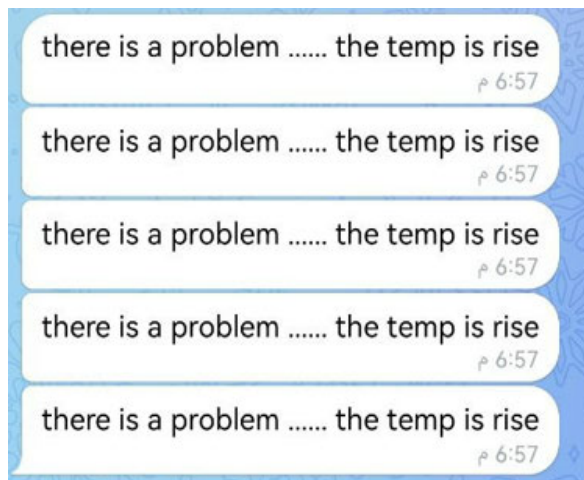 there is a problem ...... the temp is rise
6:57 م
there is a problem ...... the temp is rise
6:57 م
there is a problem ...... the temp is rise
6:57 م
there is a problem ...... the temp is rise
6:57 م
there is a problem ...... the temp is rise
6:57 م